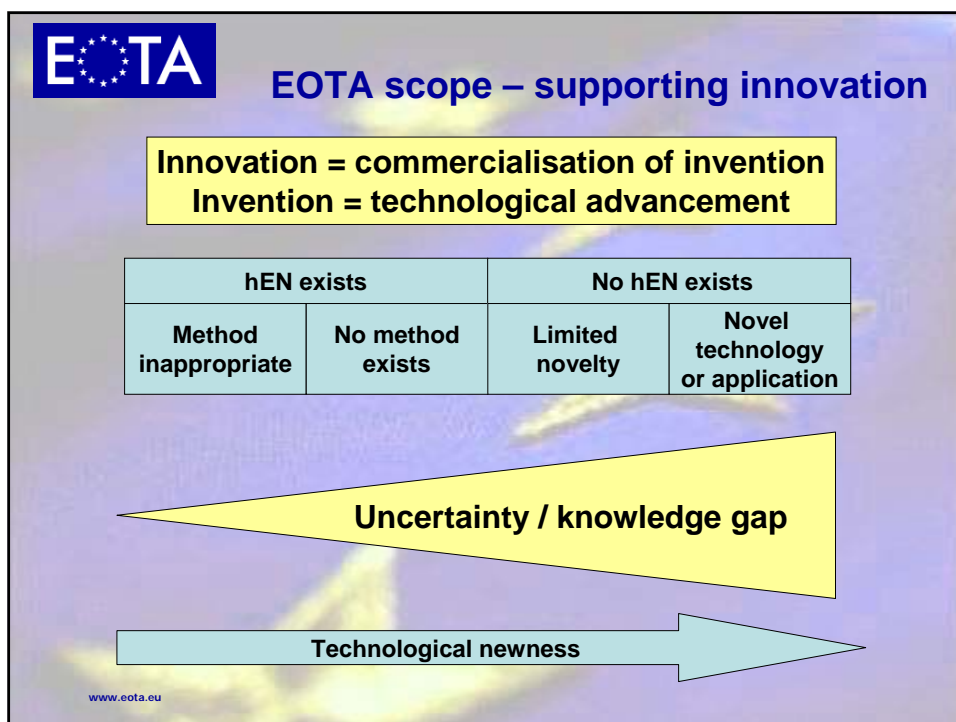 EOTA
EOTA scope – supporting innovation
Innovation = commercialisation of invention
Invention = technological advancement
hEN exists
No hEN exists
Method
inappropriate
No method
exists
Limited
novelty
Novel
technology
or application
Uncertainty / knowledge gap
Technological newness
www.eota.eu